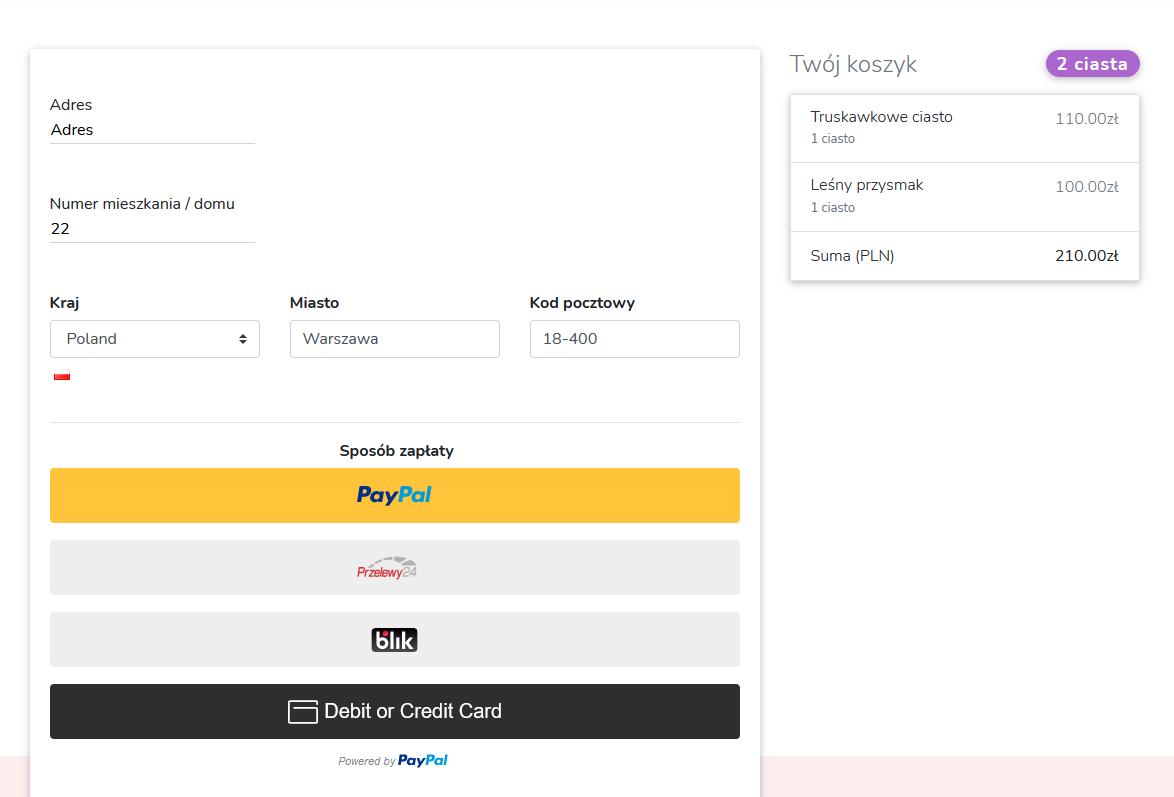 Adres
Adres
Numer mieszkania / domu
22
Kraj
Miasto
Kod pocztowy
Poland
Warszawa
18-400
Sposób zapłaty
PayPal
Przelewy24
blik
Debit or Credit Card
Powered by PayPal
Twój koszyk
2 ciasta
Truskawkowe ciasto
110.00zł
1 ciasto
Leśny przysmak
100.00zł
1 ciasto
Suma (PLN)
210.00zł